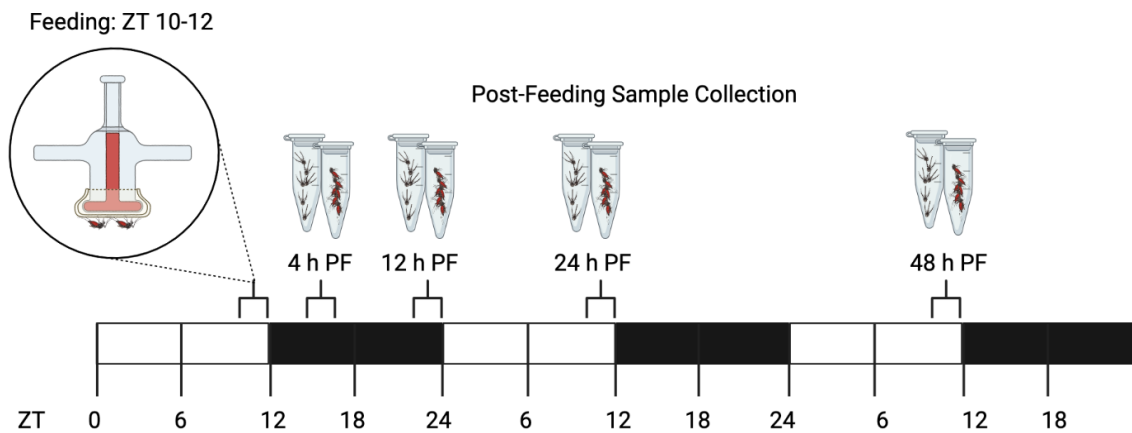 Feeding: ZT 10-12
Post-Feeding Sample Collection
4 h PF 12 h PF 24 h PF 48 h PF
ZT 0 6 12 18 24 6 12 18 24 6 12 18